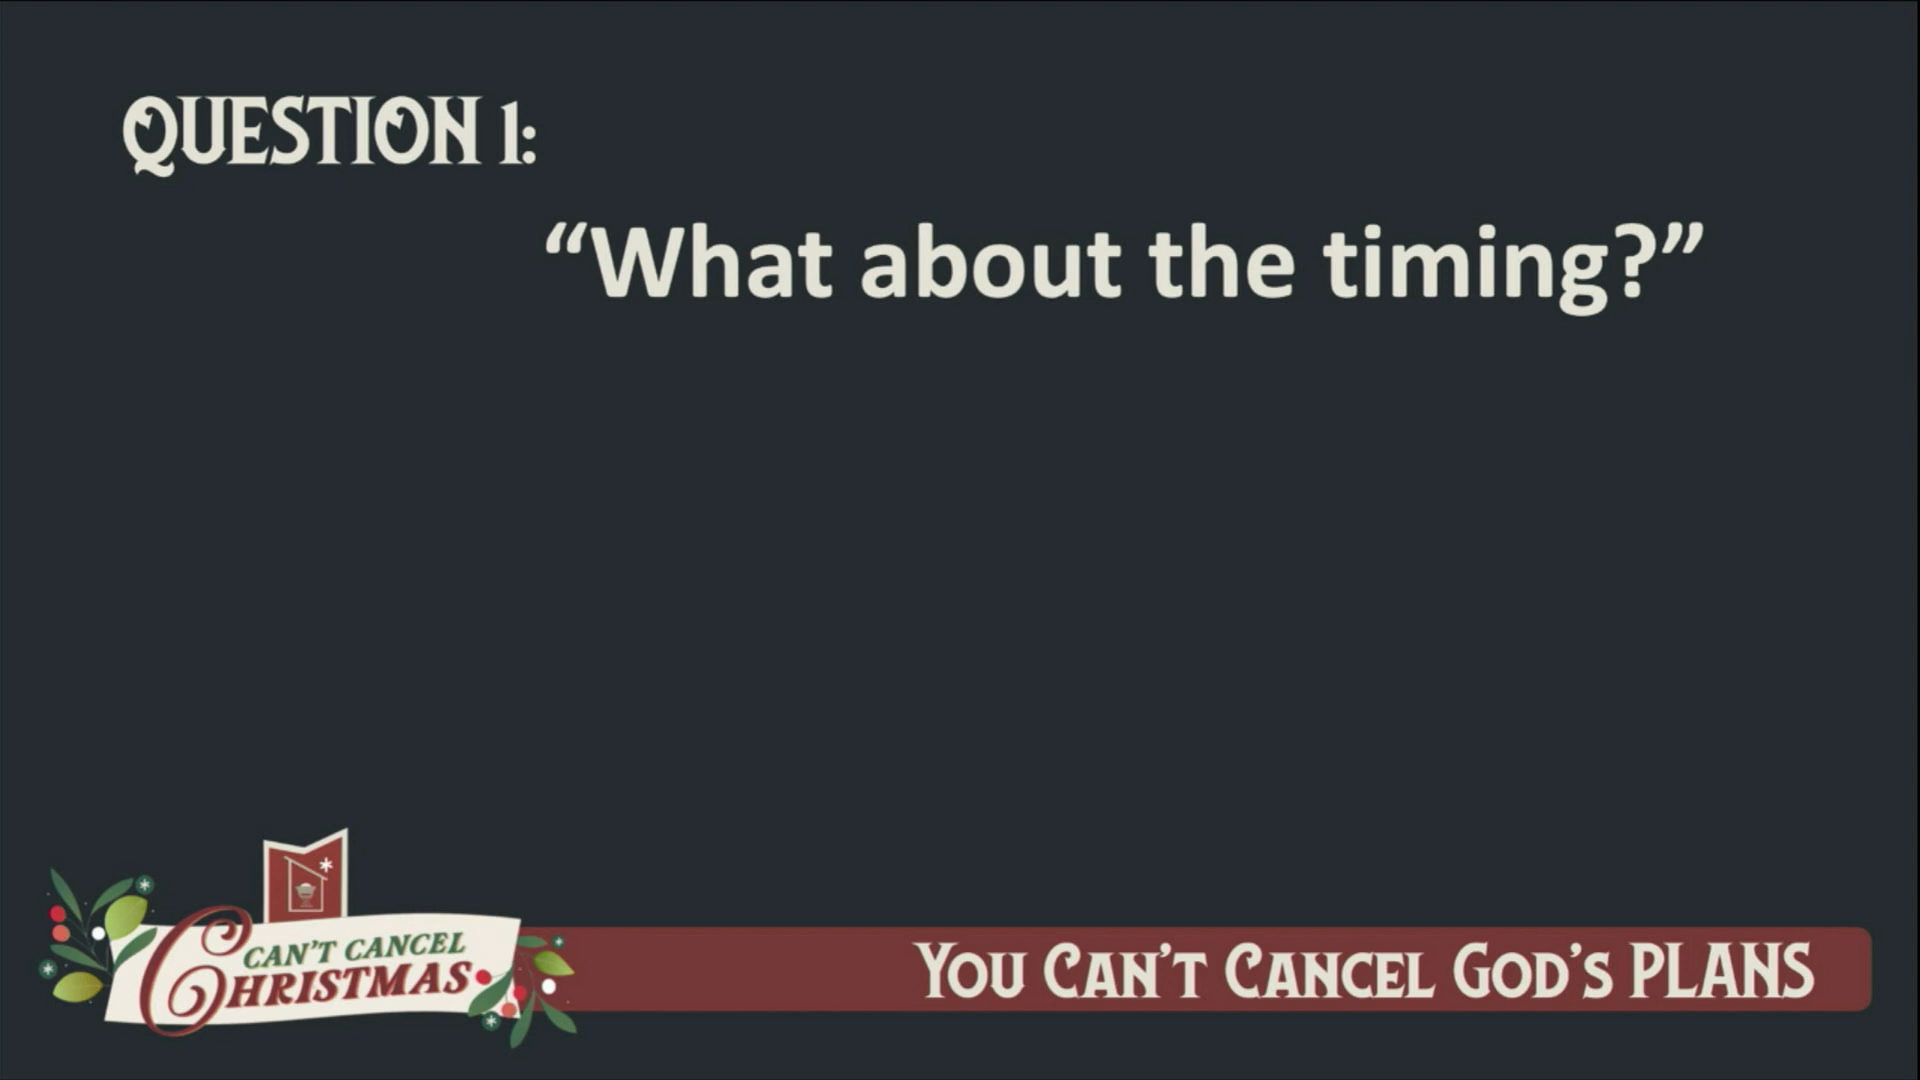 QUESTION 1:
“What about the timing?”
CAN'T CANCEL
CHRISTMAS
YOU CAN'T CANCEL GOD'S PLANS